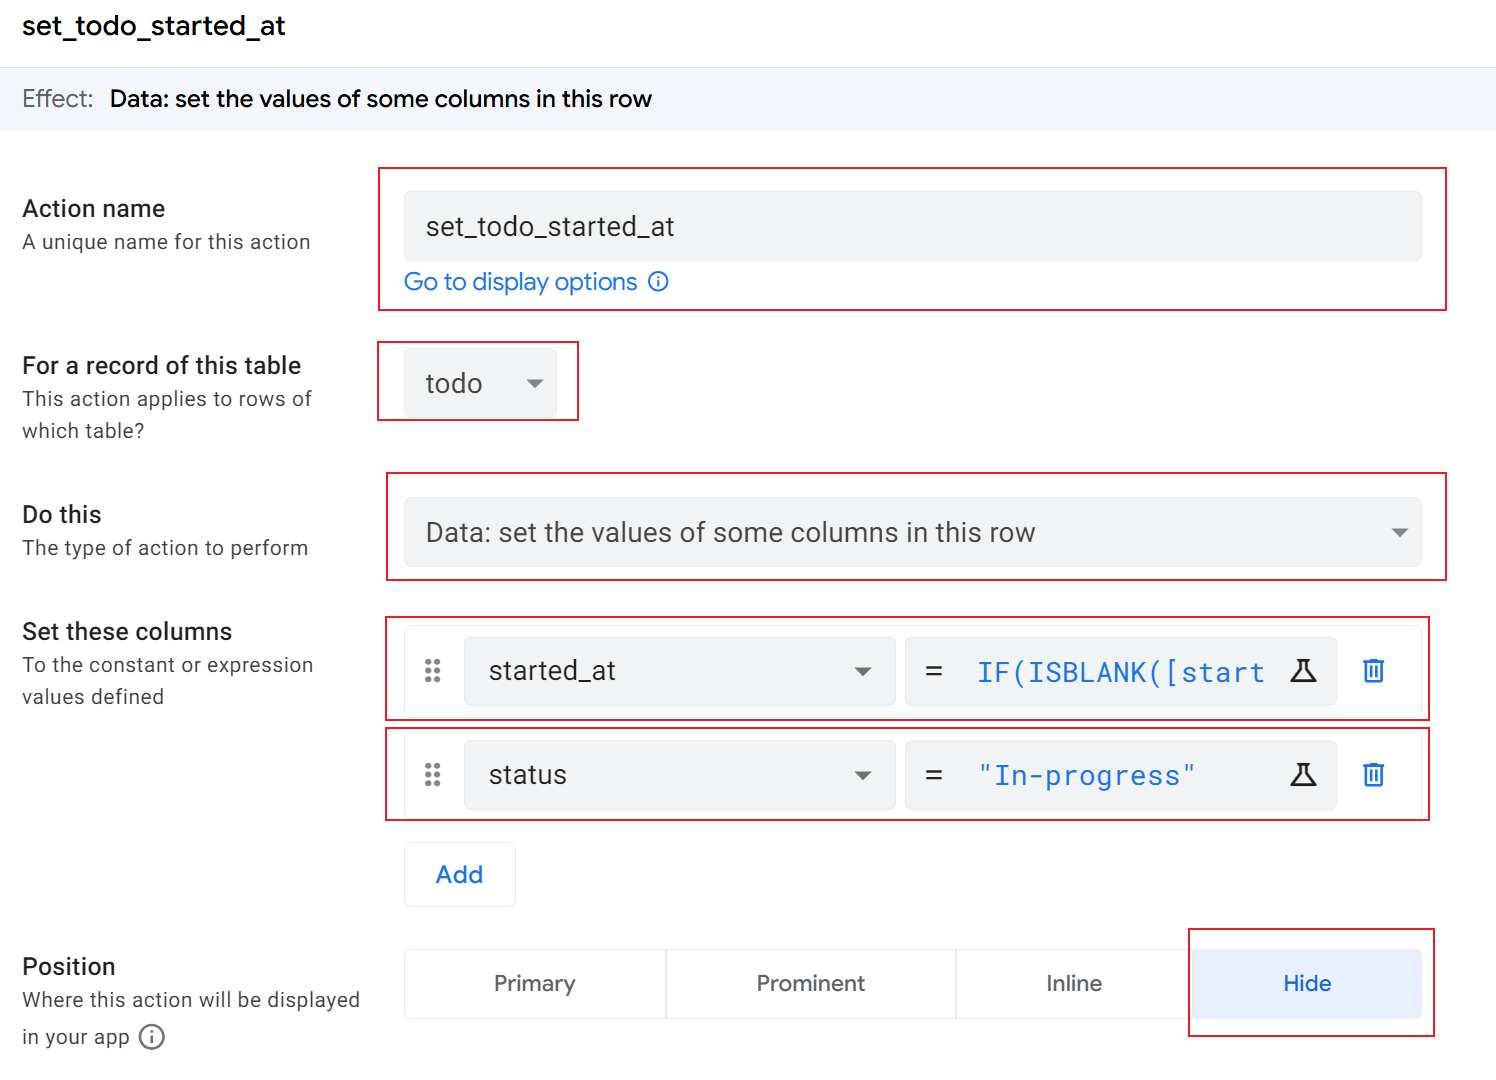 set_todo_started_at
Effect: Data: set the values of some columns in this row
Action name
A unique name for this action
set_todo_started_at
Go to display options
For a record of this table
This action applies to rows of
which table?
todo
Do this
The type of action to perform
Data: set the values of some columns in this row
Set these columns
To the constant or expression
values defined
started_at = IF(ISBLANK([start
status = "In-progress"
Add
Position
Where this action will be displayed
in your app
Primary Prominent Inline Hide